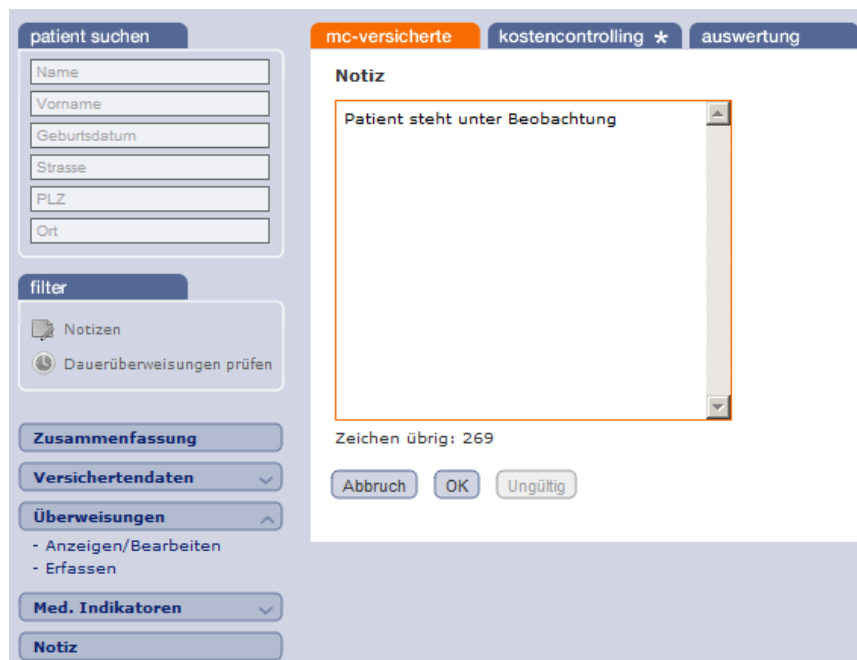 patient suchen
Name
Vorname
Geburtsdatum
Strasse
PLZ
Ort
filter
Notizen
Dauerüberweisungen prüfen
Zusammenfassung
Versichertendaten
Überweisungen
- Anzeigen/Bearbeiten
- Erfassen
Med. Indikatoren
Notiz
mc-versicherte kostencontrolling * auswertung
Notiz
Patient steht unter Beobachtung
Zeichen übrig: 269
Abbruch OK Ungültig